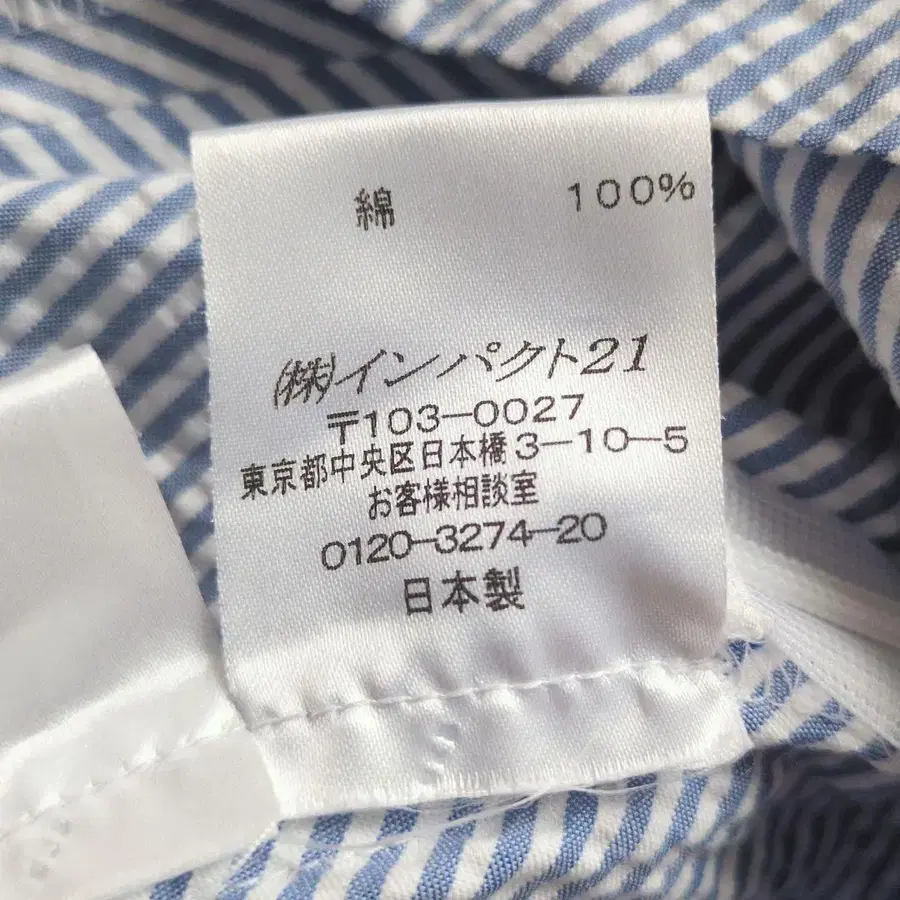 綿 100%
㈱インパクト21
〒103-0027
東京都中央区日本橋3-10-5
お客様相談室
0120-3274-20
日本製